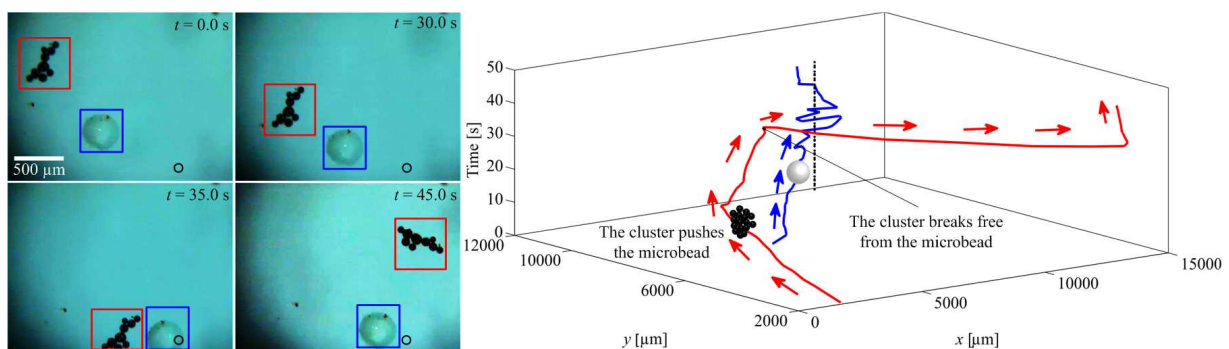 t = 0.0 s
t = 30.0 s
500 µm
t = 35.0 s
t = 45.0 s
50
40
30
20
10
0
Time [s]
The cluster pushes
the microbead
The cluster breaks free
from the microbead
12000
10000
6000
2000
0
5000
10000
15000
y [µm]
x [µm]